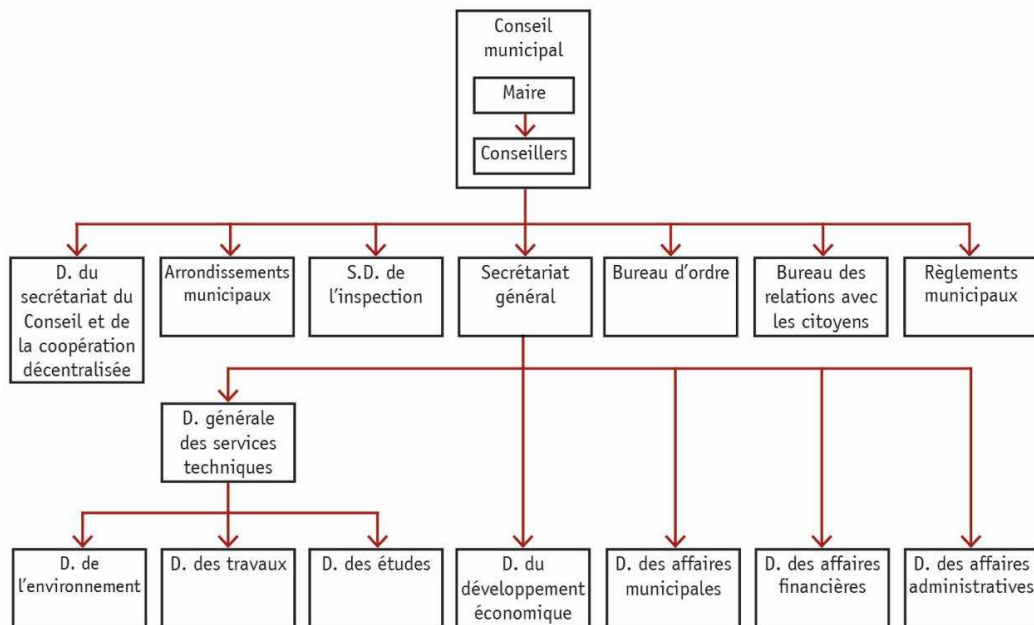 Conseil
municipal
Maire
Conseillers
D. du
secrétariat du
Conseil et de
la coopération
décentralisée
Arrondissements
municipaux
S.D. de
l'inspection
Secrétariat
général
Bureau d'ordre
Bureau des
relations avec
les citoyens
Règlements
municipaux
D. générale
des services
techniques
D. de
l'environnement
D. des travaux
D. des études
D. du
développement
économique
D. des affaires
municipales
D. des affaires
financières
D. des affaires
administratives